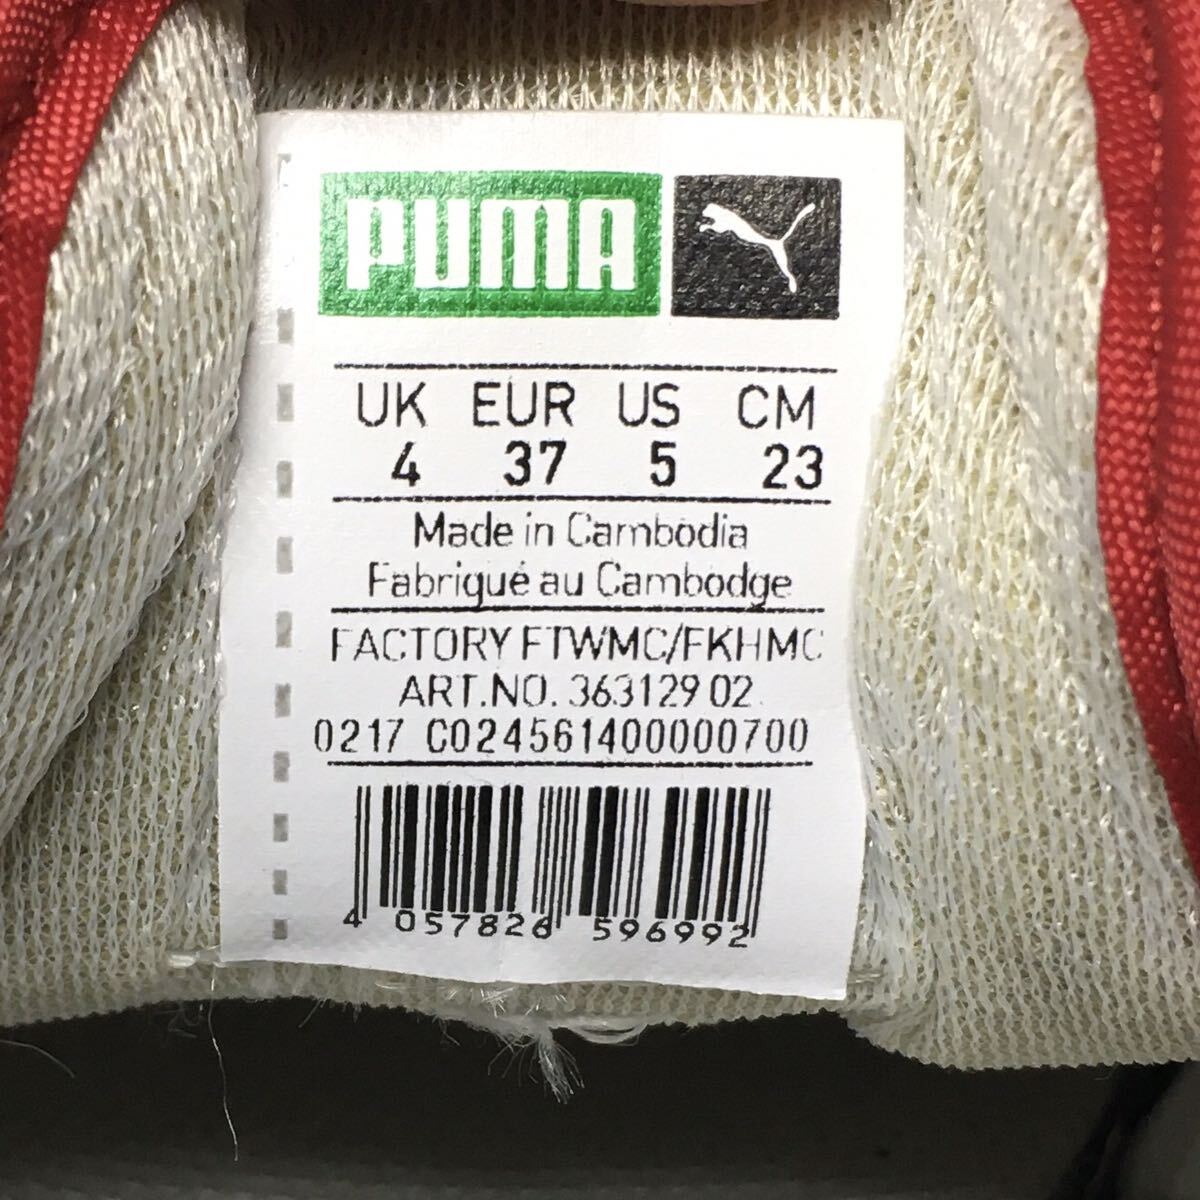 PUMA
UK EUR US CM
4 37 5 23
Made in Cambodia
Fabriqué au Cambodge
FACTORY FTWMC/FKHMC
ART.NO. 363129 02
0217 C024561400000700
4 057826 596992